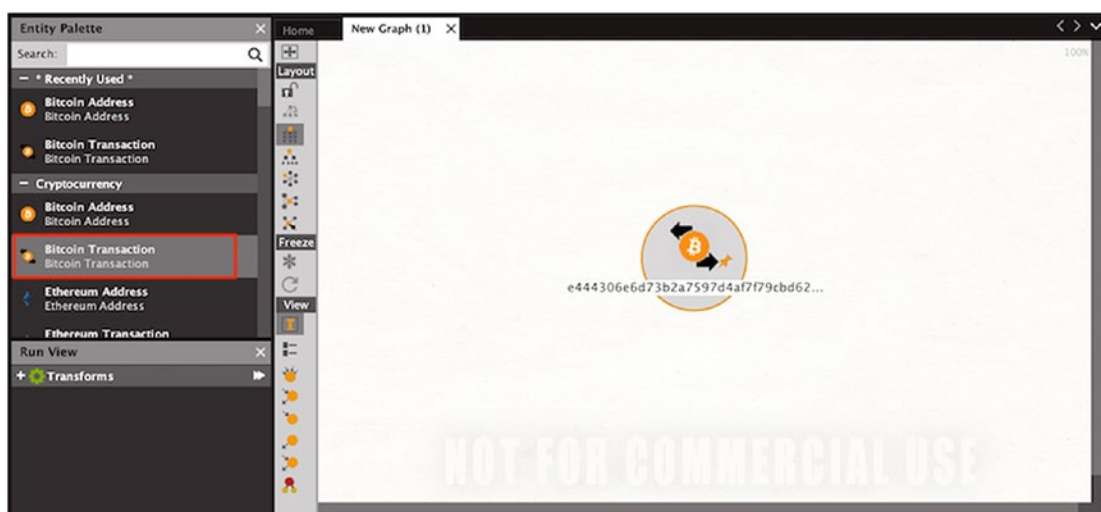 Entity Palette
Search:
* Recently Used *
Bitcoin Address
Bitcoin Address
Bitcoin Transaction
Bitcoin Transaction
Cryptocurrency
Bitcoin Address
Bitcoin Address
Bitcoin Transaction
Bitcoin Transaction
Ethereum Address
Ethereum Address
Ethereum Transaction
Run View
Transforms
Home
New Graph (1)
Layout
Freeze
View
100%
e444306e6d73b2a7597d4af7f79cbd62...
NOT FOR COMMERCIAL USE